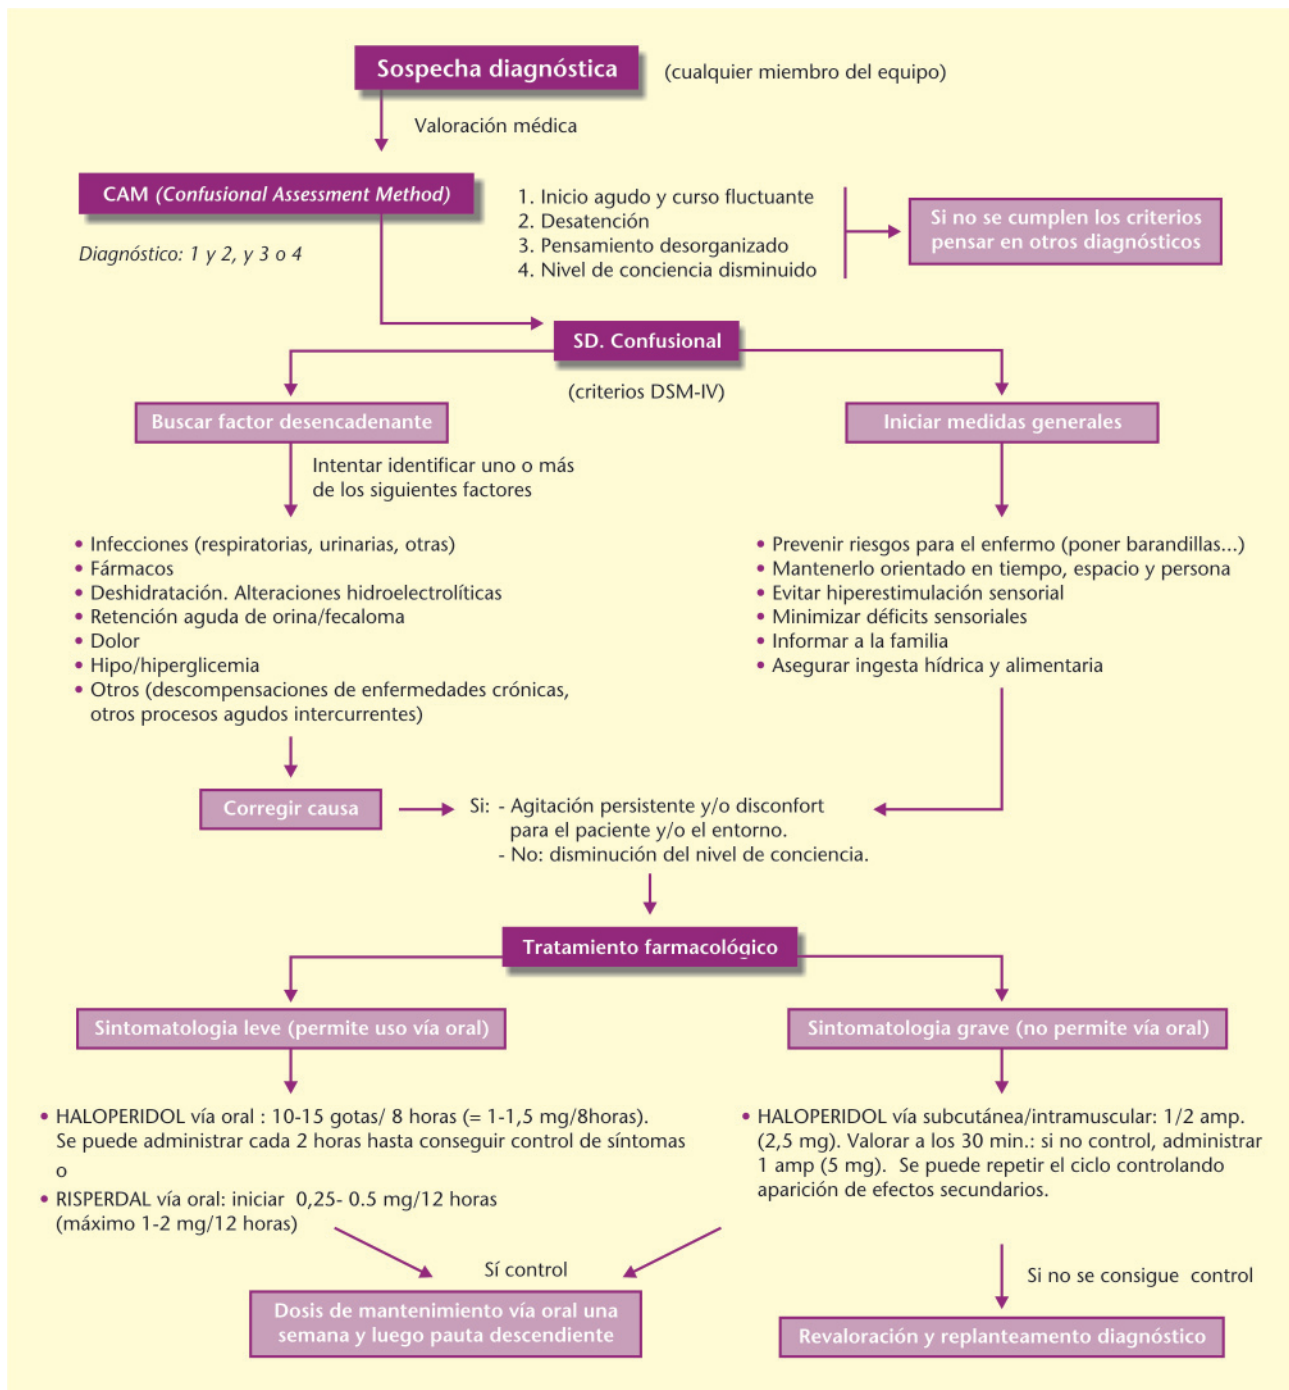 Sospecha diagnóstica
(cualquier miembro del equipo)
Valoración médica
CAM (Confusional Assessment Method)
Diagnóstico: 1 y 2, y 3 o 4
1. Inicio agudo y curso fluctuante
2. Desatención
3. Pensamiento desorganizado
4. Nivel de conciencia disminuido
Si no se cumplen los criterios
pensar en otros diagnósticos
SD. Confusional
(criterios DSM-IV)
Buscar factor desencadenante
Intentar identificar uno o más
de los siguientes factores
• Infecciones (respiratorias, urinarias, otras)
• Fármacos
• Deshidratación. Alteraciones hidroelectrolíticas
• Retención aguda de orina/fecaloma
• Dolor
• Hipo/hiperglicemia
• Otros (descompensaciones de enfermedades crónicas,
otros procesos agudos intercurrentes)
Corregir causa
Iniciar medidas generales
• Prevenir riesgos para el enfermo (poner barandillas...)
• Mantenerlo orientado en tiempo, espacio y persona
• Evitar hiperestimulación sensorial
• Minimizar déficits sensoriales
• Informar a la familia
• Asegurar ingesta hídrica y alimentaria
Si: - Agitación persistente y/o disconfort
para el paciente y/o el entorno.
- No: disminución del nivel de conciencia.
Tratamiento farmacológico
Sintomatologia leve (permite uso vía oral)
• HALOPERIDOL vía oral : 10-15 gotas/ 8 horas (= 1-1,5 mg/8horas).
Se puede administrar cada 2 horas hasta conseguir control de síntomas
o
• RISPERDAL vía oral: iniciar 0,25- 0.5 mg/12 horas
(máximo 1-2 mg/12 horas)
Sintomatologia grave (no permite vía oral)
• HALOPERIDOL vía subcutánea/intramuscular: 1/2 amp.
(2,5 mg). Valorar a los 30 min.: si no control, administrar
1 amp (5 mg). Se puede repetir el ciclo controlando
aparición de efectos secundarios.
Sí control
Dosis de mantenimiento vía oral una
semana y luego pauta descendiente
Si no se consigue control
Revaloración y replanteamento diagnóstico